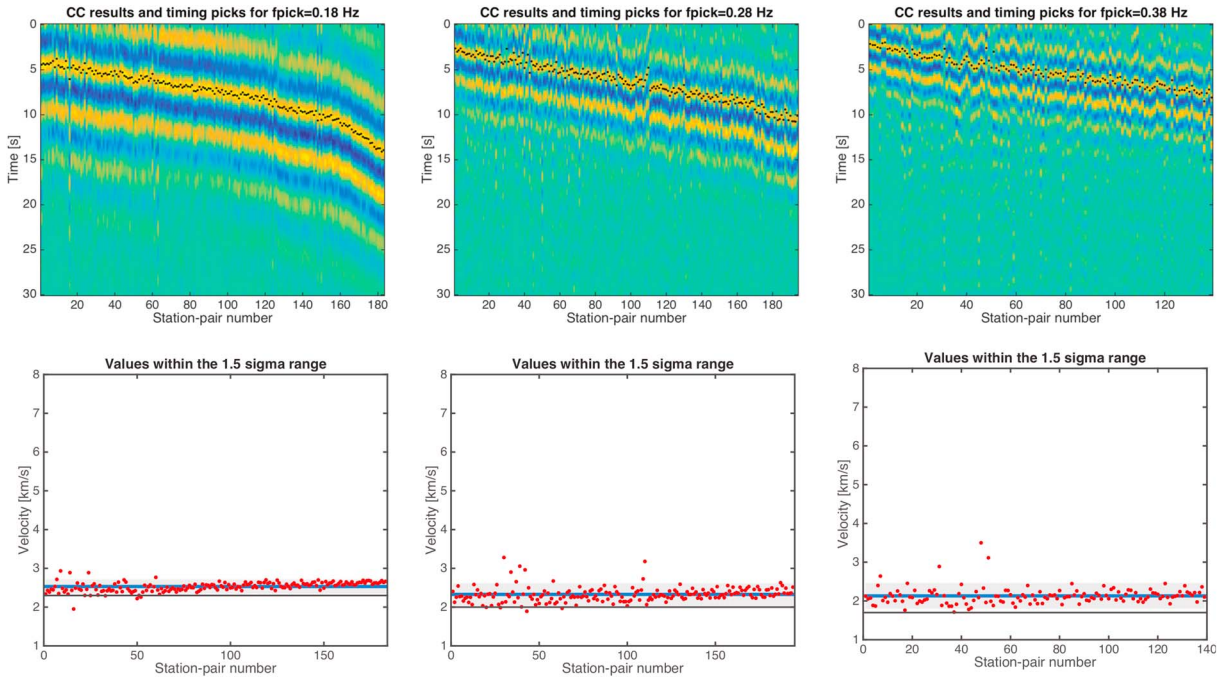 CC results and timing picks for fpick=0.18 Hz
CC results and timing picks for fpick=0.28 Hz
CC results and timing picks for fpick=0.38 Hz
0
5
10
15
20
25
30
Time [s]
20 40 60 80 100 120 140 160 180
Station-pair number
0
5
10
15
20
25
30
Time [s]
20 40 60 80 100 120 140 160 180
Station-pair number
0
5
10
15
20
25
30
Time [s]
20 40 60 80 100 120
Station-pair number
Values within the 1.5 sigma range
Values within the 1.5 sigma range
Values within the 1.5 sigma range
8
7
6
5
4
3
2
1
Velocity [km/s]
0 50 100 150
Station-pair number
8
7
6
5
4
3
2
1
Velocity [km/s]
0 50 100 150
Station-pair number
8
7
6
5
4
3
2
1
Velocity [km/s]
0 20 40 60 80 100 120 140
Station-pair number